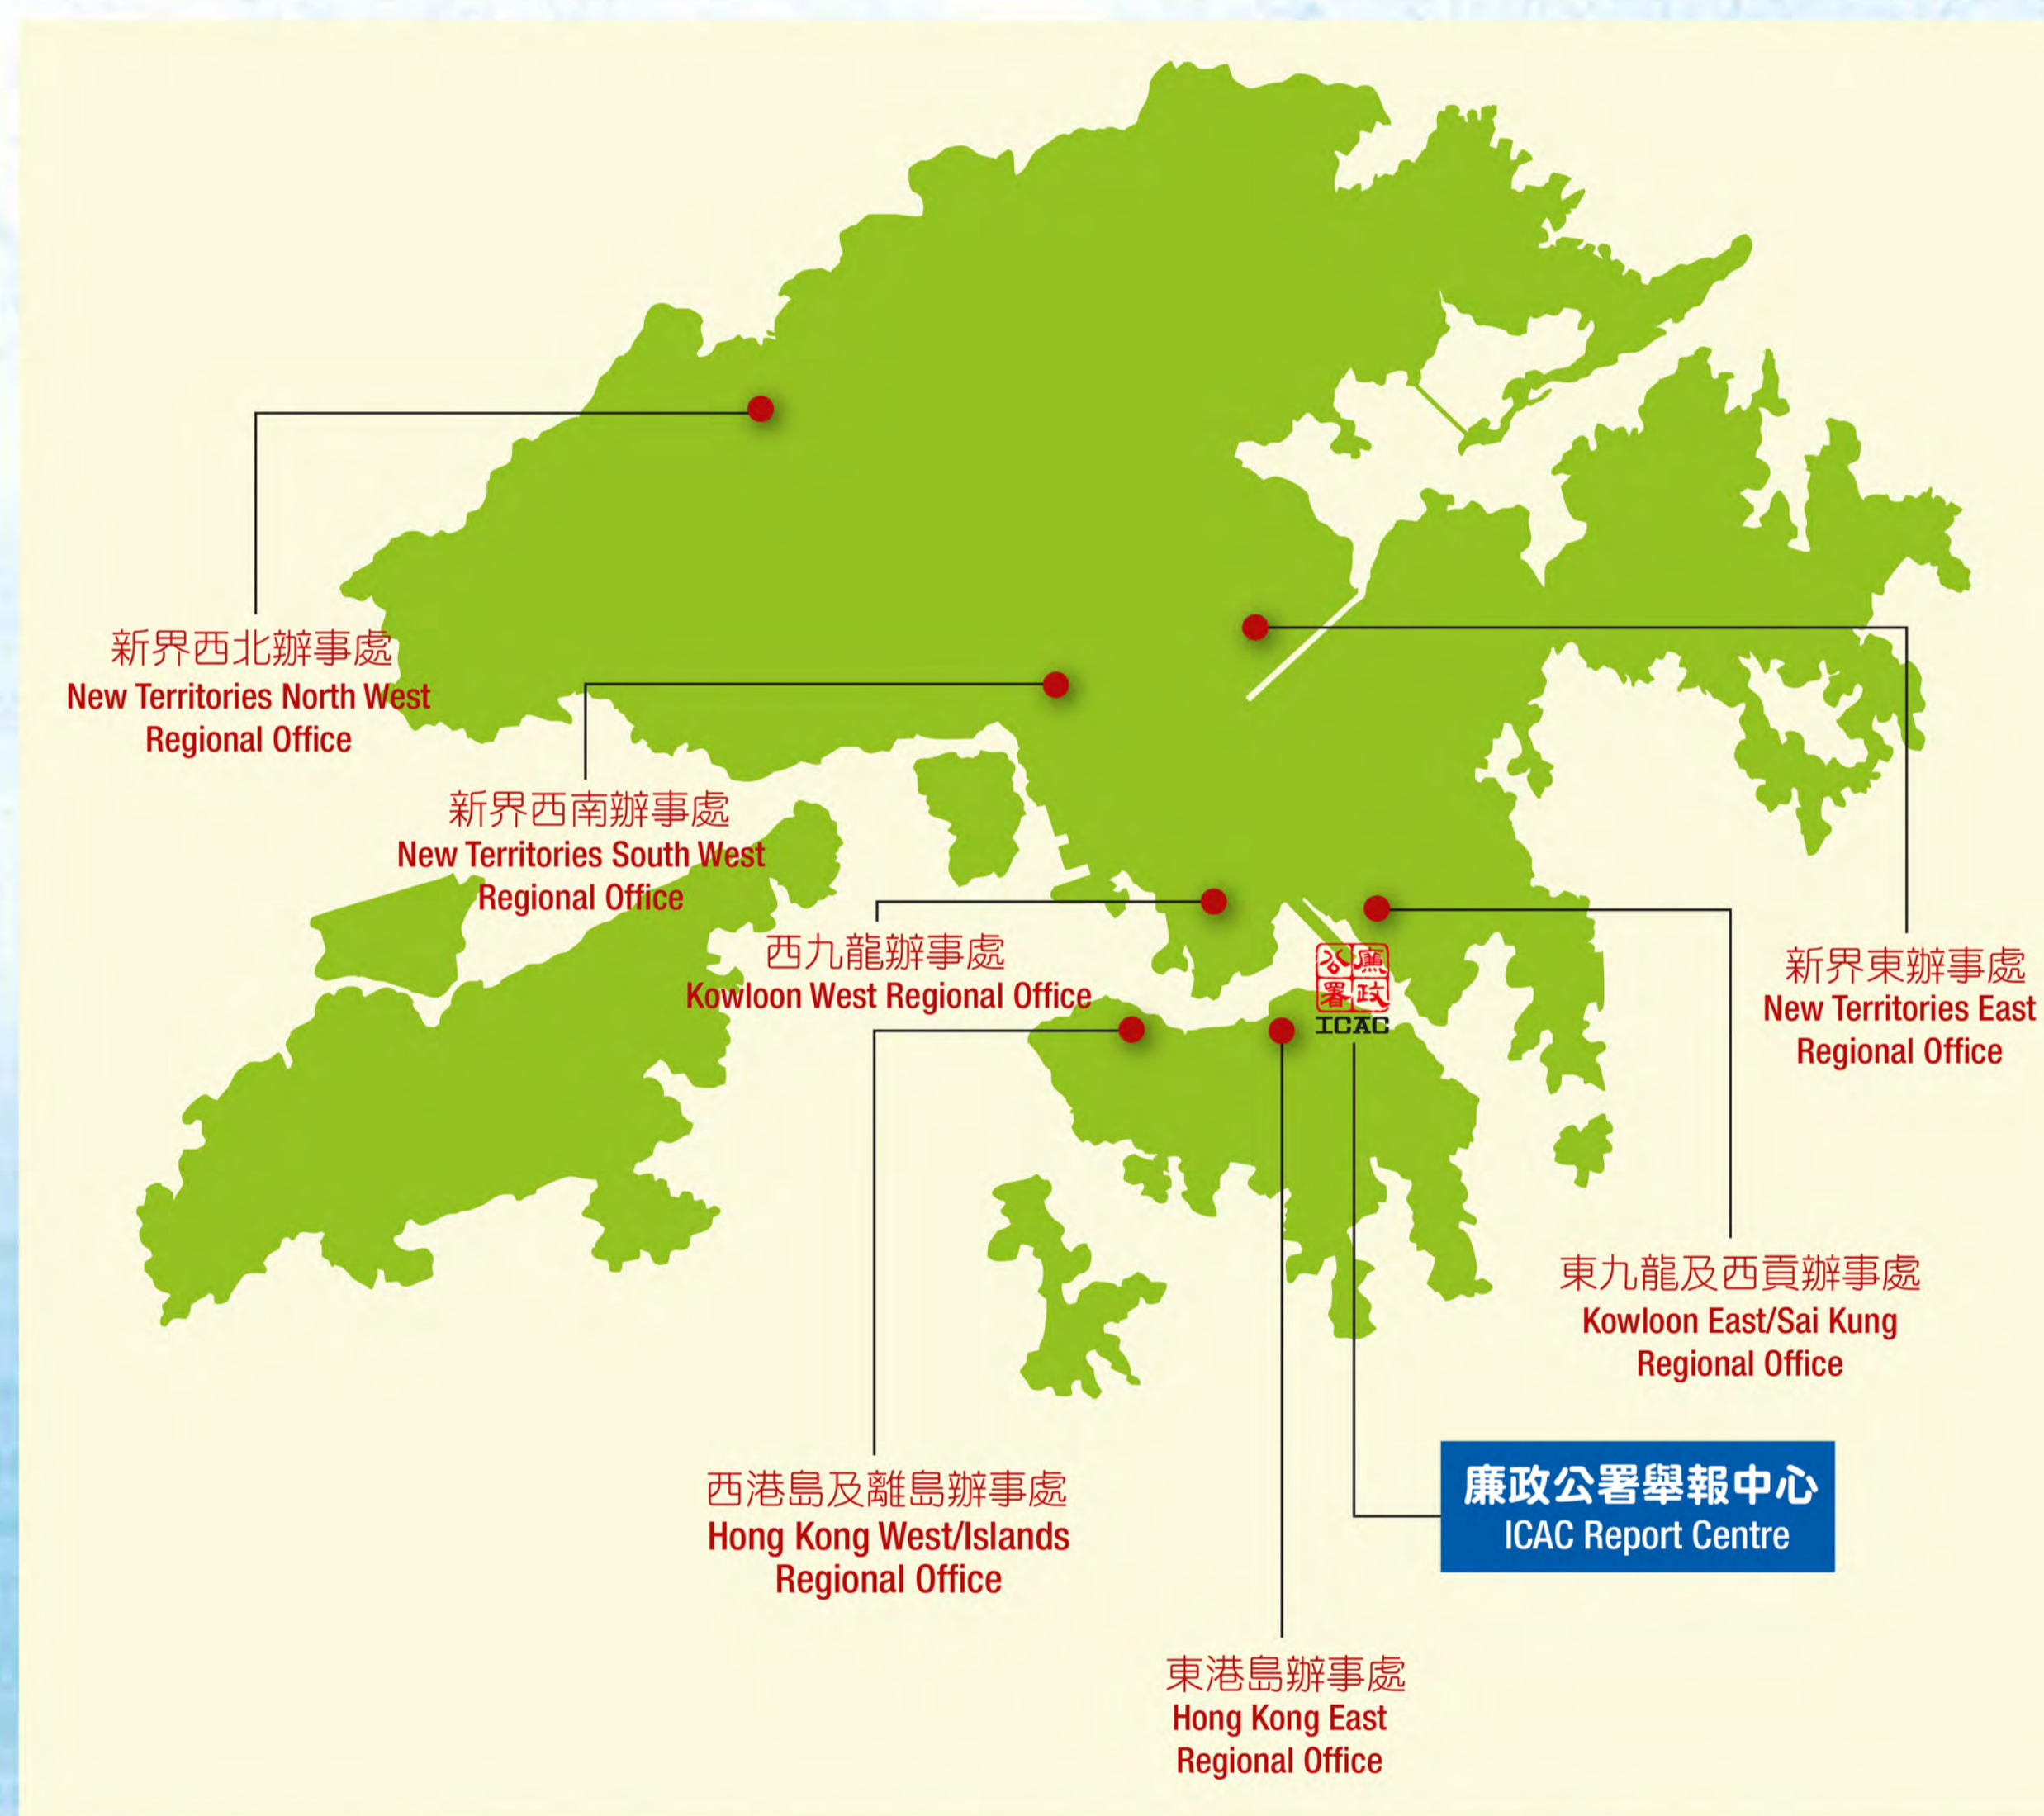 新界西北辦事處
New Territories North West
Regional Office
新界西南辦事處
New Territories South West
Regional Office
西九龍辦事處
Kowloon West Regional Office
公廉
署政
ICAC
新界東辦事處
New Territories East
Regional Office
東九龍及西貢辦事處
Kowloon East/Sai Kung
Regional Office
西港島及離島辦事處
Hong Kong West/Islands
Regional Office
廉政公署舉報中心
ICAC Report Centre
東港島辦事處
Hong Kong East
Regional Office